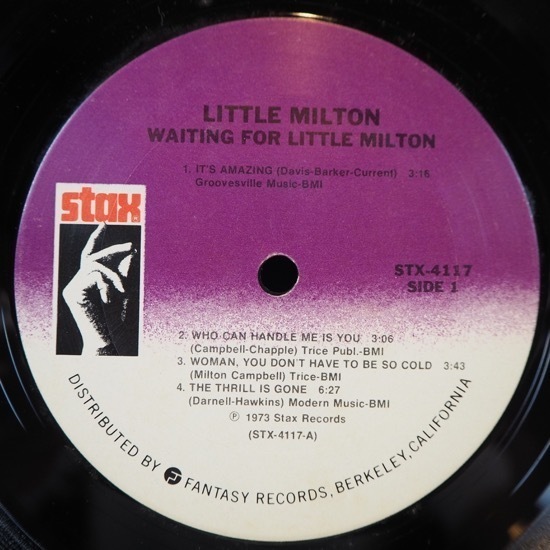 LITTLE MILTON
WAITING FOR LITTLE MILTON
1. IT'S AMAZING (Davis-Barker-Current) 3:16
Groovesville Music-BMI
stax
STX-4117
SIDE 1
2. WHO CAN HANDLE ME IS YOU 3:06
(Campbell-Chapple) Trice Publ.-BMI
3. WOMAN, YOU DON'T HAVE TO BE SO COLD 3:43
(Milton Campbell) Trice-BMI
4. THE THRILL IS GONE 6:27
(Darnell-Hawkins) Modern Music-BMI
℗ 1973 Stax Records
(STX-4117-A)
DISTRIBUTED BY FANTASY RECORDS, BERKELEY, CALIFORNIA